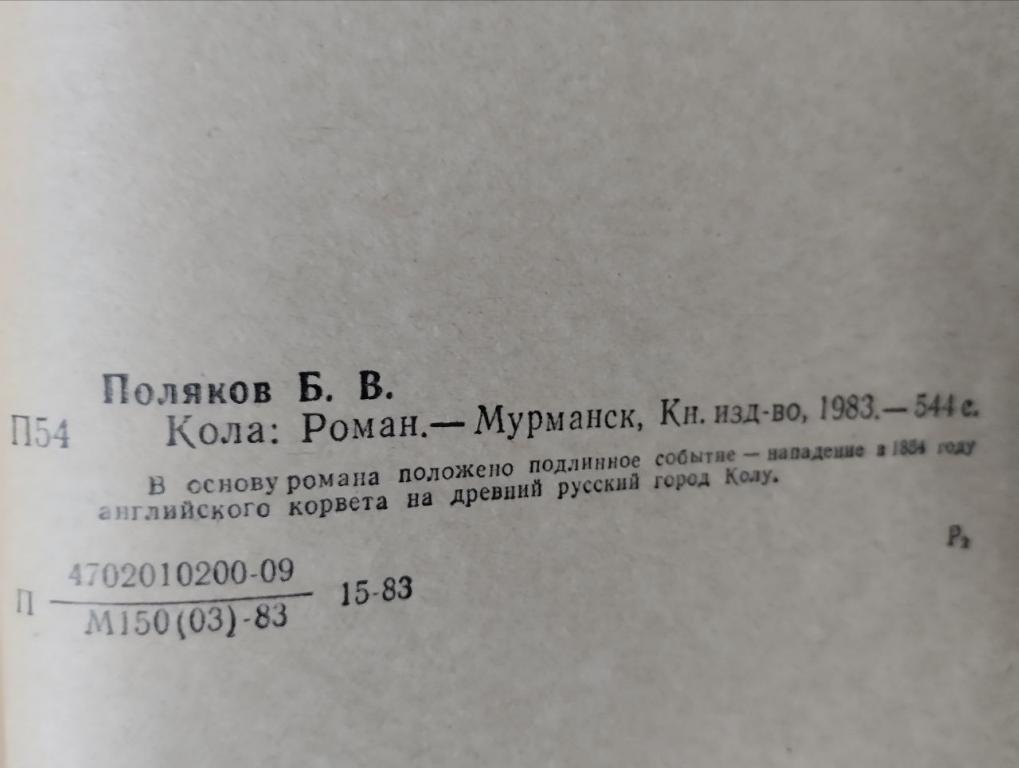 Поляков Б. В.
П54 Кола: Роман.— Мурманск, Кн. изд-во, 1983.— 544 с.
В основу романа положено подлинное событие — нападение в 1854 году
английского корвета на древний русский город Колу.
Р2
П 4702010200-09 15-83
М150(03)-83